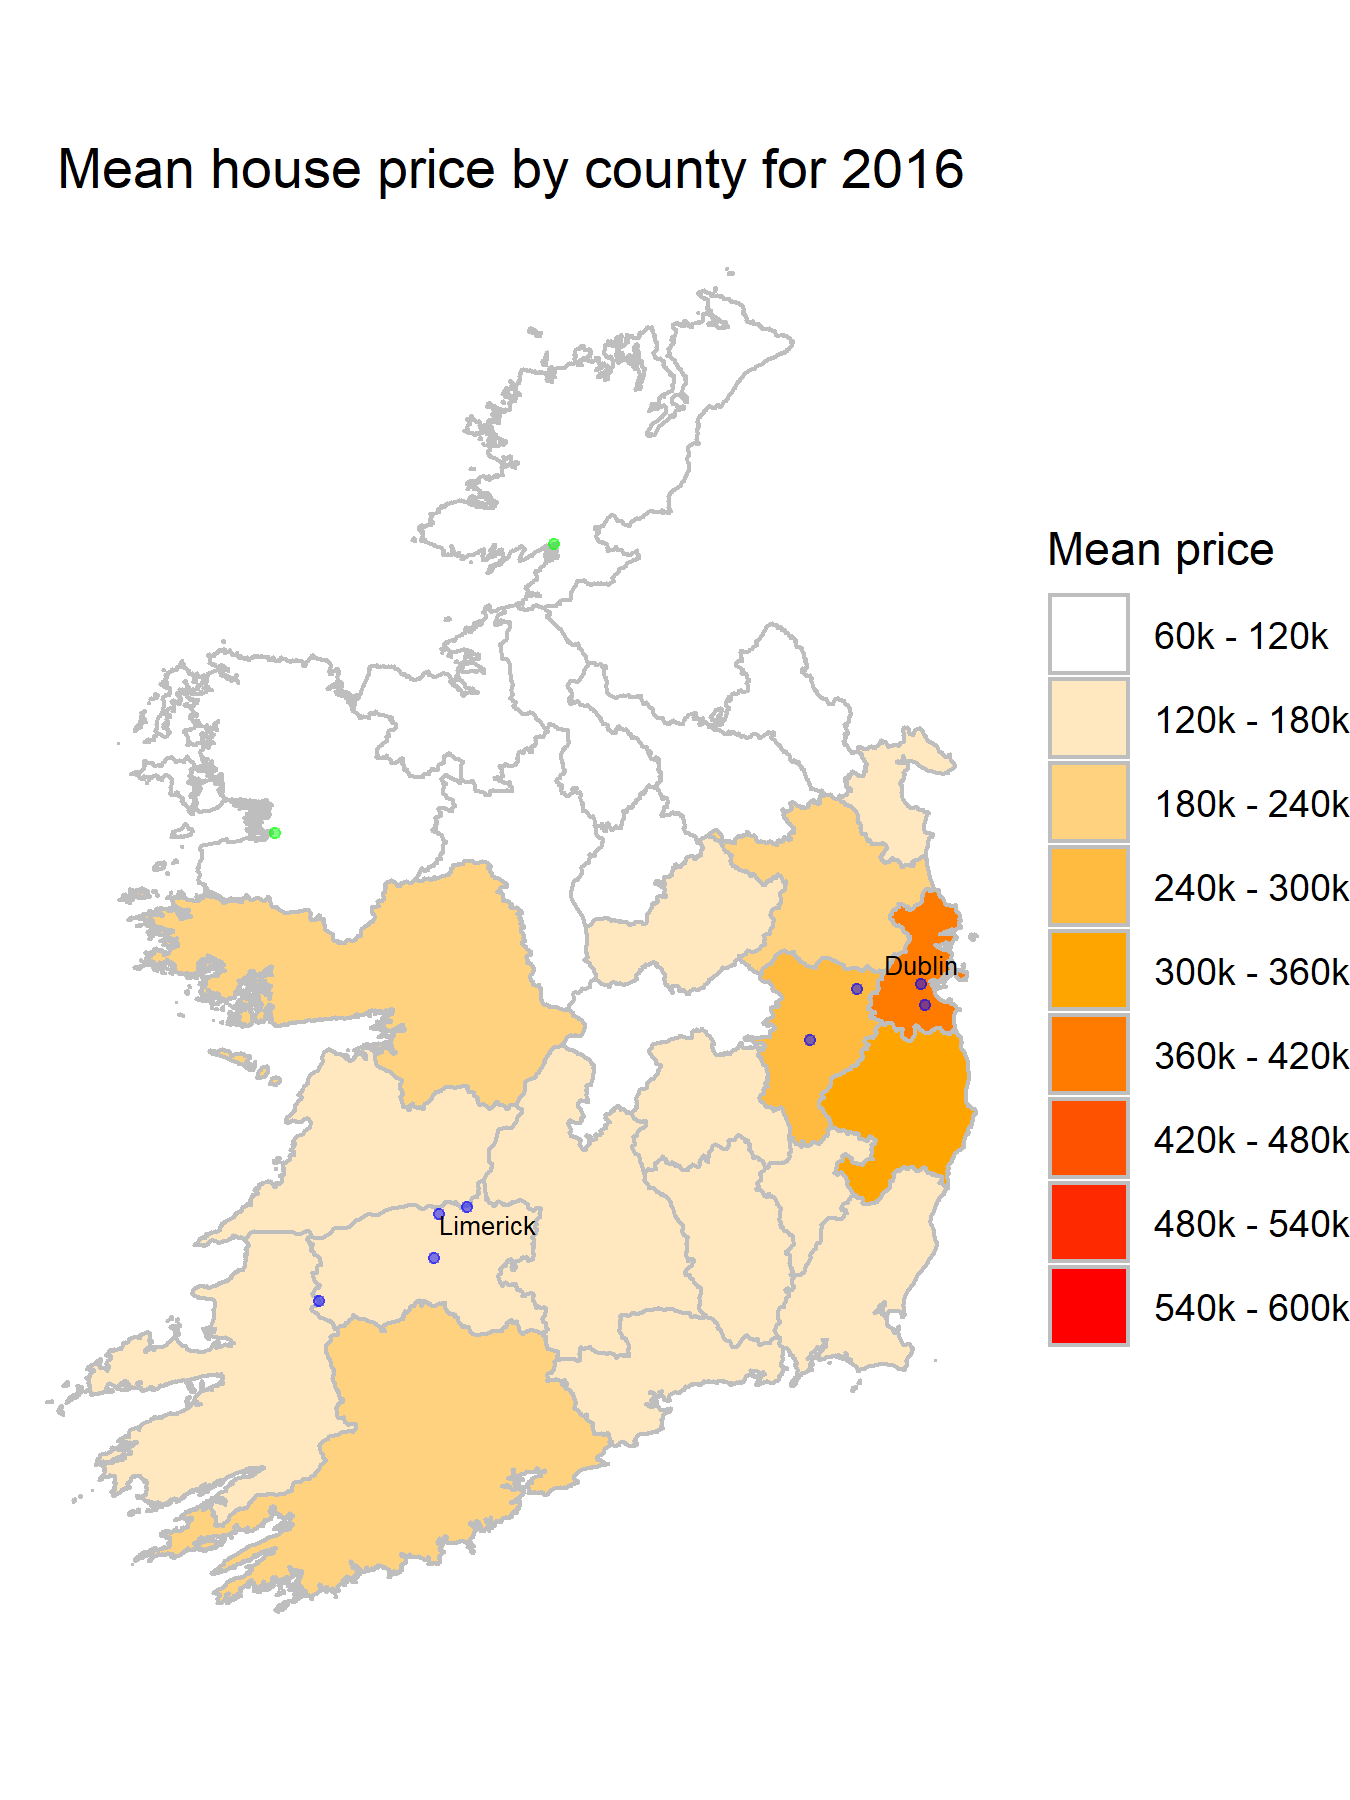 Mean house price by county for 2016
Mean price
60k - 120k
120k - 180k
180k - 240k
240k - 300k
300k - 360k
360k - 420k
420k - 480k
480k - 540k
540k - 600k
Dublin
Limerick